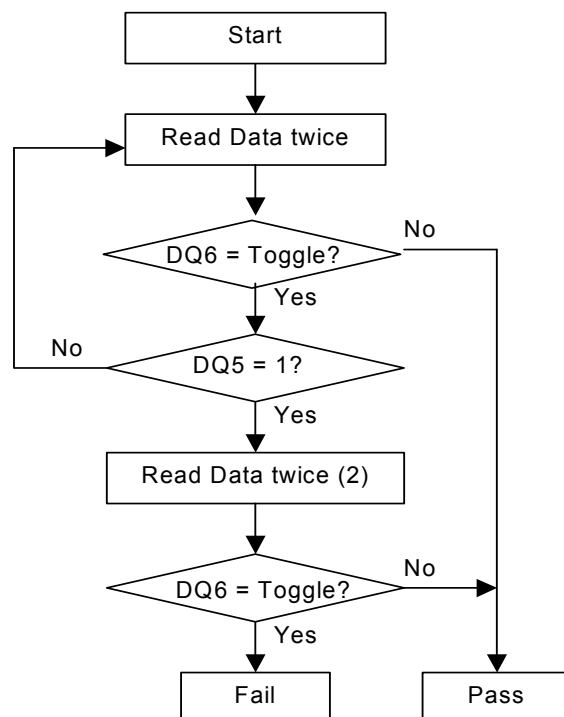 Start
Read Data twice
DQ6 = Toggle?
No
Yes
No
DQ5 = 1?
Yes
Read Data twice (2)
DQ6 = Toggle?
No
Yes
Fail
Pass